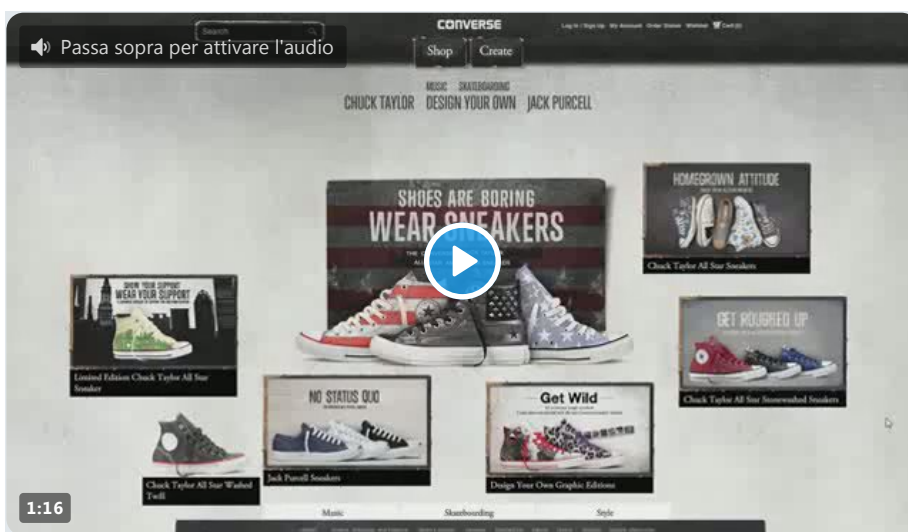 Search
CONVERSE
Log In / Sign Up My Account Order Status Wishlist Cart (0)
Passa sopra per attivare l'audio
Shop Create
MUSIC SKATEBOARDING
CHUCK TAYLOR DESIGN YOUR OWN JACK PURCELL
SHOES ARE BORING
WEAR SNEAKERS
HOMEGROWN ATTITUDE
Chuck Taylor All Star Sneakers
SHOW YOUR SUPPORT
WEAR YOUR SUPPORT
Limited Edition Chuck Taylor All Star
Sneaker
GET ROUGHED UP
Chuck Taylor All Star Stonewashed Sneakers
NO STATUS QUO
Jack Purcell Sneakers
Get Wild
Design Your Own Graphic Editions
Chuck Taylor All Star Washed
Twill
1:16
Music Skateboarding Style